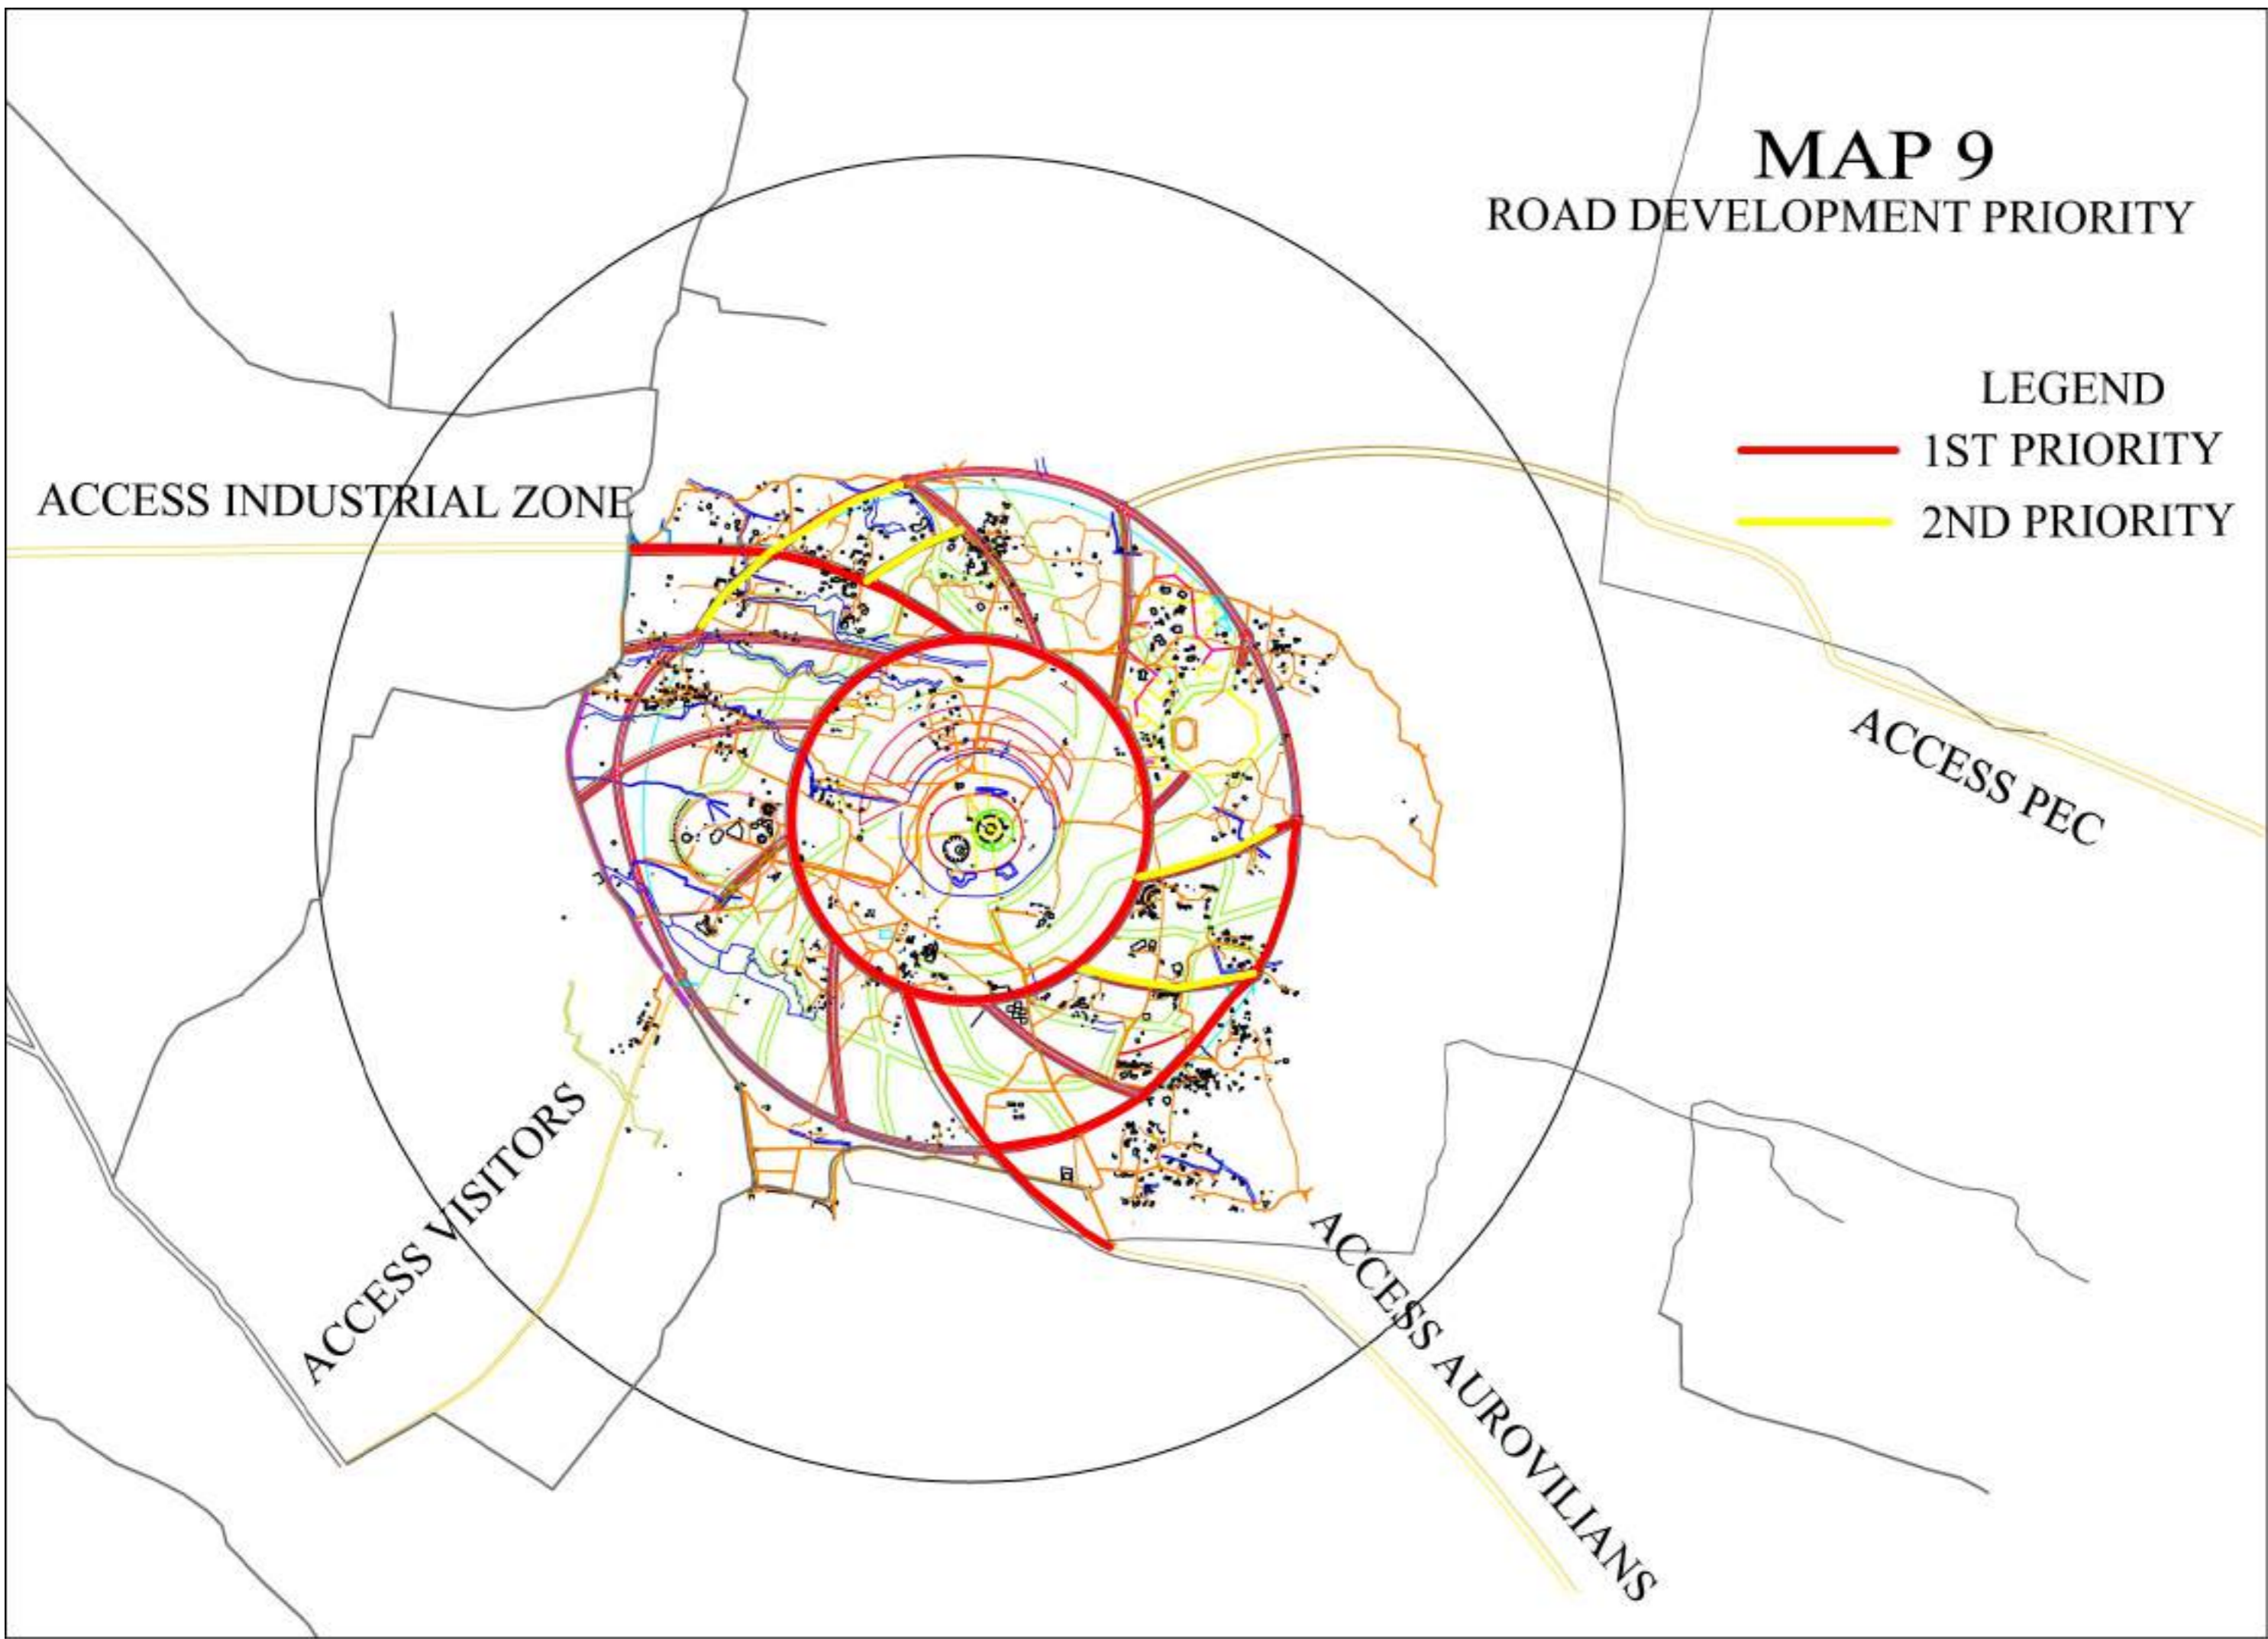 MAP 9
ROAD DEVELOPMENT PRIORITY
LEGEND
1ST PRIORITY
2ND PRIORITY
ACCESS INDUSTRIAL ZONE
ACCESS PEC
ACCESS VISITORS
ACCESS AUROVILIANS